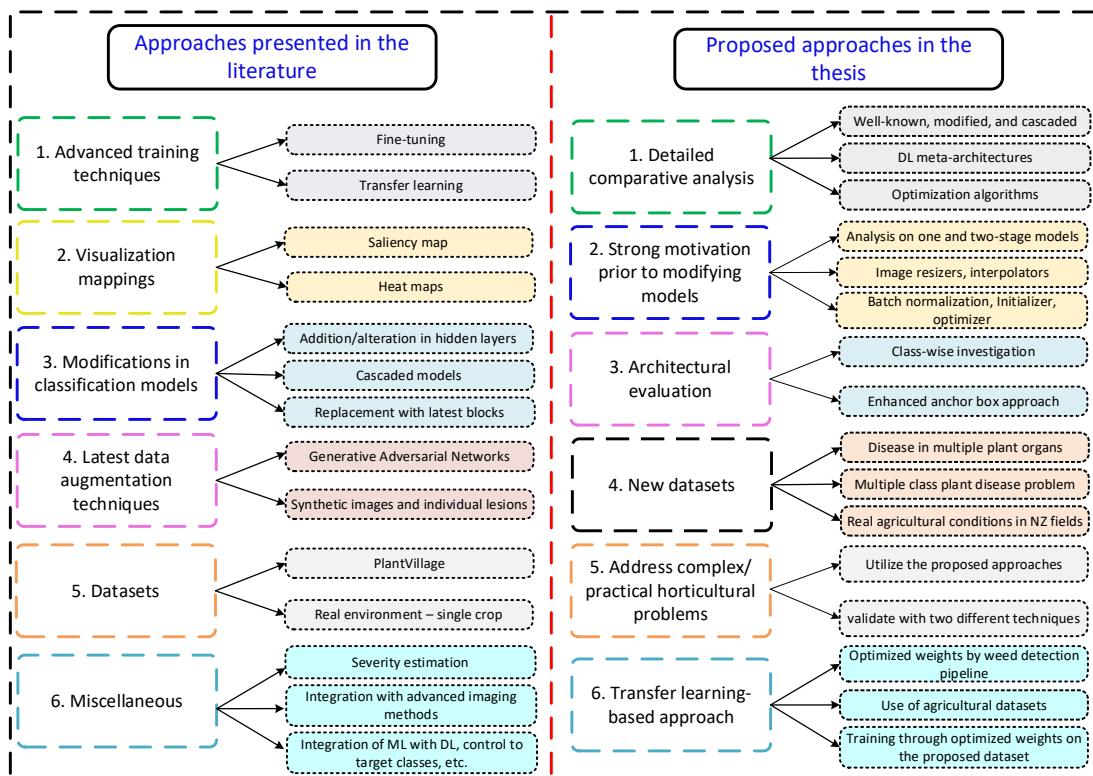 Approaches presented in the
literature
1. Advanced training
techniques
Fine-tuning
Transfer learning
2. Visualization
mappings
Saliency map
Heat maps
3. Modifications in
classification models
Addition/alteration in hidden layers
Cascaded models
Replacement with latest blocks
4. Latest data
augmentation
techniques
Generative Adversarial Networks
Synthetic images and individual lesions
5. Datasets
PlantVillage
Real environment – single crop
6. Miscellaneous
Severity estimation
Integration with advanced imaging
methods
Integration of ML with DL, control to
target classes, etc.
Proposed approaches in the
thesis
1. Detailed
comparative analysis
Well-known, modified, and cascaded
DL meta-architectures
Optimization algorithms
2. Strong motivation
prior to modifying
models
Analysis on one and two-stage models
Image resizers, interpolators
Batch normalization, Initializer,
optimizer
3. Architectural
evaluation
Class-wise investigation
Enhanced anchor box approach
4. New datasets
Disease in multiple plant organs
Multiple class plant disease problem
Real agricultural conditions in NZ fields
5. Address complex/
practical horticultural
problems
Utilize the proposed approaches
validate with two different techniques
6. Transfer learning-
based approach
Optimized weights by weed detection
pipeline
Use of agricultural datasets
Training through optimized weights on
the proposed dataset